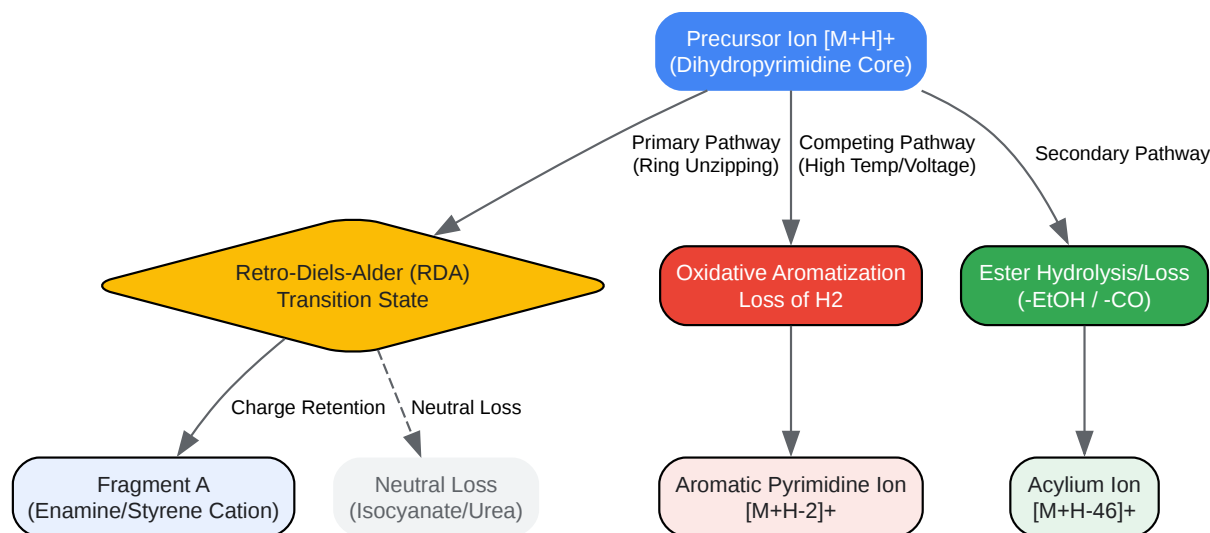 Precursor Ion [M+H]+
(Dihydropyrimidine Core)
Primary Pathway
(Ring Unzipping)
Competing Pathway
(High Temp/Voltage)
Secondary Pathway
Retro-Diels-Alder (RDA)
Transition State
Oxidative Aromatization
Loss of H2
Ester Hydrolysis/Loss
(-EtOH / -CO)
Charge Retention
Neutral Loss
Fragment A
(Enamine/Styrene Cation)
Neutral Loss
(Isocyanate/Urea)
Aromatic Pyrimidine Ion
[M+H-2]+
Acylium Ion
[M+H-46]+